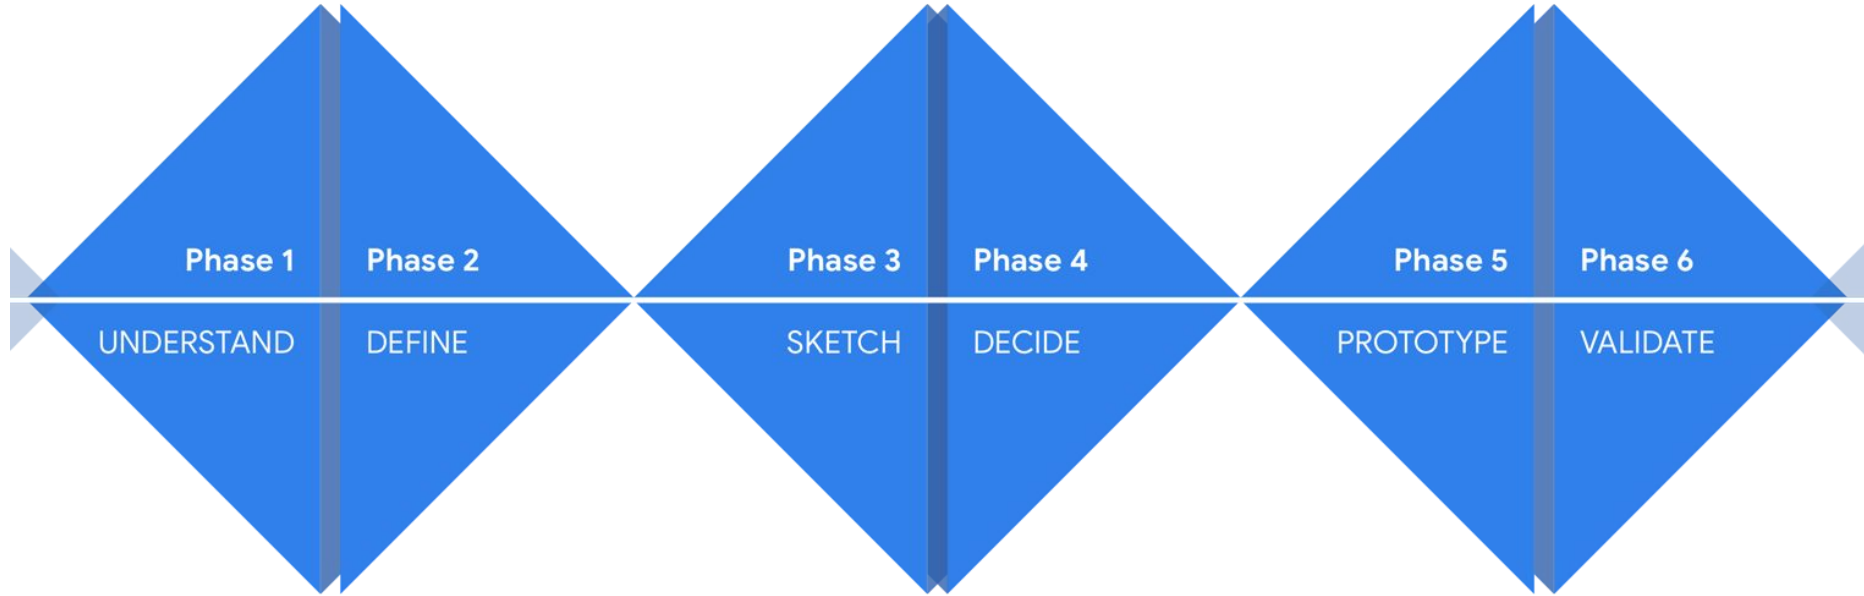 Phase 1
UNDERSTAND
Phase 2
DEFINE
Phase 3
SKETCH
Phase 4
DECIDE
Phase 5
PROTOTYPE
Phase 6
VALIDATE